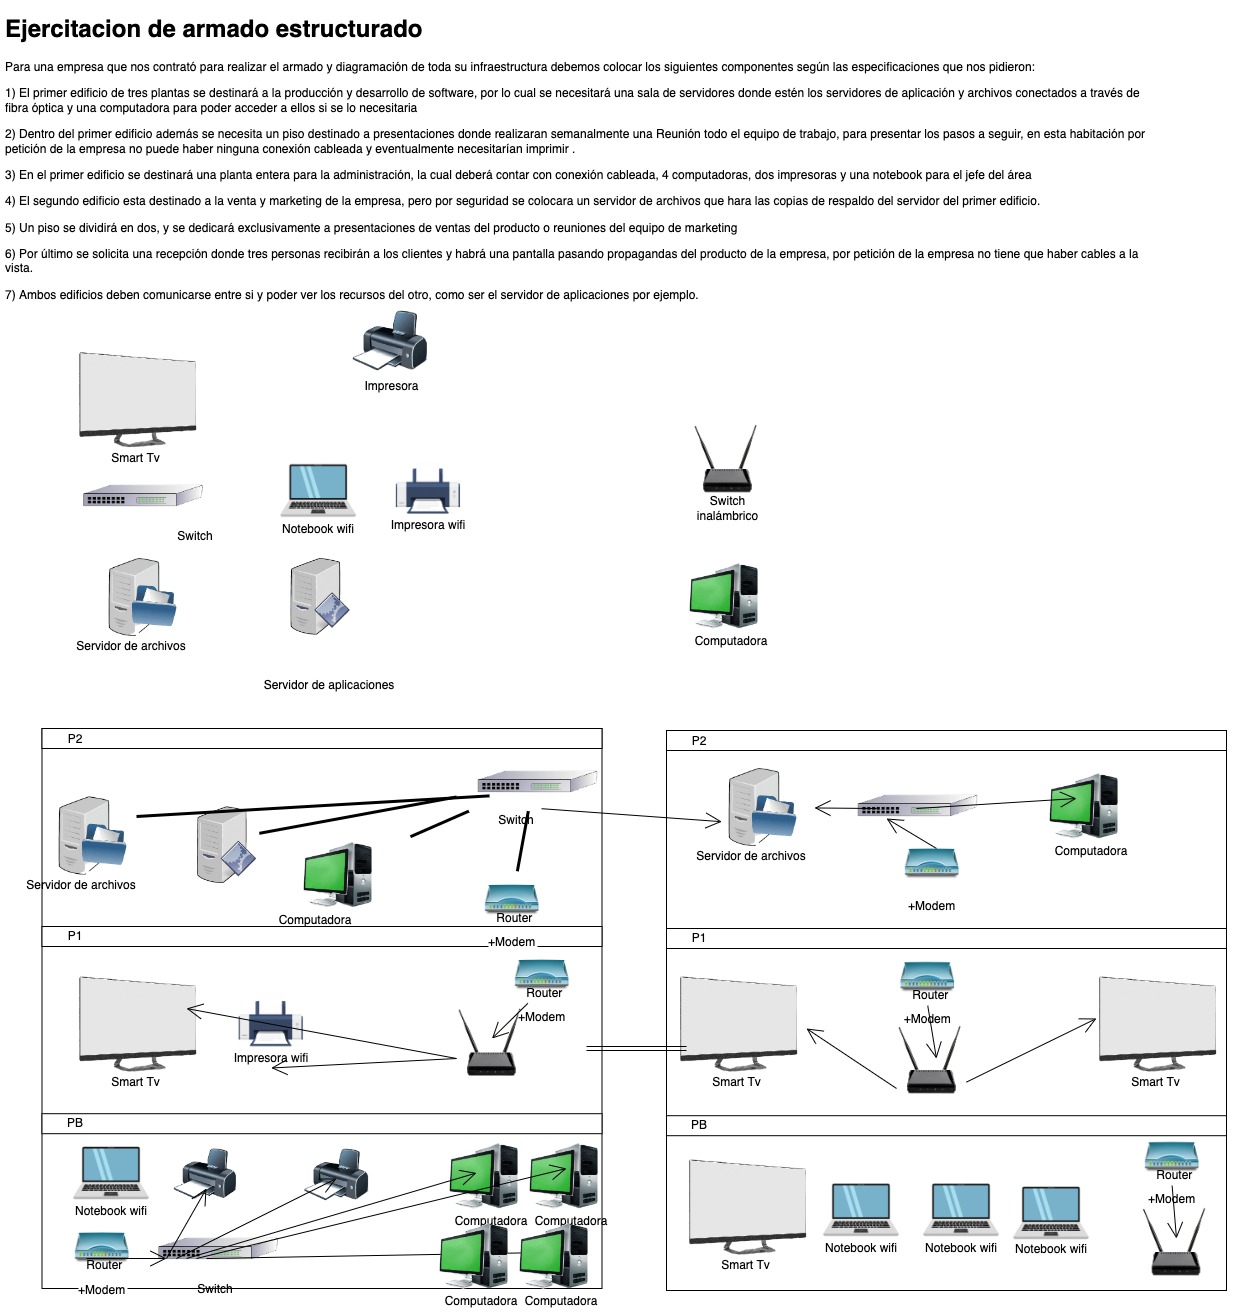 Ejercitacion de armado estructurado
Para una empresa que nos contrató para realizar el armado y diagramación de toda su infraestructura debemos colocar los siguientes componentes según las especificaciones que nos pidieron:
1) El primer edificio de tres plantas se destinará a la producción y desarrollo de software, por lo cual se necesitará una sala de servidores donde estén los servidores de aplicación y archivos conectados a través de
fibra óptica y una computadora para poder acceder a ellos si se lo necesitaria
2) Dentro del primer edificio además se necesita un piso destinado a presentaciones donde realizaran semanalmente una Reunión todo el equipo de trabajo, para presentar los pasos a seguir, en esta habitación por
petición de la empresa no puede haber ninguna conexión cableada y eventualmente necesitarían imprimir .
3) En el primer edificio se destinará una planta entera para la administración, la cual deberá contar con conexión cableada, 4 computadoras, dos impresoras y una notebook para el jefe del área
4) El segundo edificio esta destinado a la venta y marketing de la empresa, pero por seguridad se colocara un servidor de archivos que hara las copias de respaldo del servidor del primer edificio.
5) Un piso se dividirá en dos, y se dedicará exclusivamente a presentaciones de ventas del producto o reuniones del equipo de marketing
6) Por último se solicita una recepción donde tres personas recibirán a los clientes y habrá una pantalla pasando propagandas del producto de la empresa, por petición de la empresa no tiene que haber cables a la
vista.
7) Ambos edificios deben comunicarse entre si y poder ver los recursos del otro, como ser el servidor de aplicaciones por ejemplo.
Impresora
Smart Tv
Switch
Notebook wifi
Impresora wifi
Switch
inalámbrico
Servidor de archivos
Servidor de aplicaciones
Computadora
P2
Switch
Servidor de archivos
Computadora
Router
+Modem
P1
Router
+Modem
Impresora wifi
Smart Tv
PB
Notebook wifi
Computadora
Computadora
Router
+Modem
Switch
Computadora
Computadora
P2
Servidor de archivos
Computadora
+Modem
P1
Router
+Modem
Smart Tv
Smart Tv
PB
Router
+Modem
Notebook wifi
Notebook wifi
Notebook wifi
Smart Tv